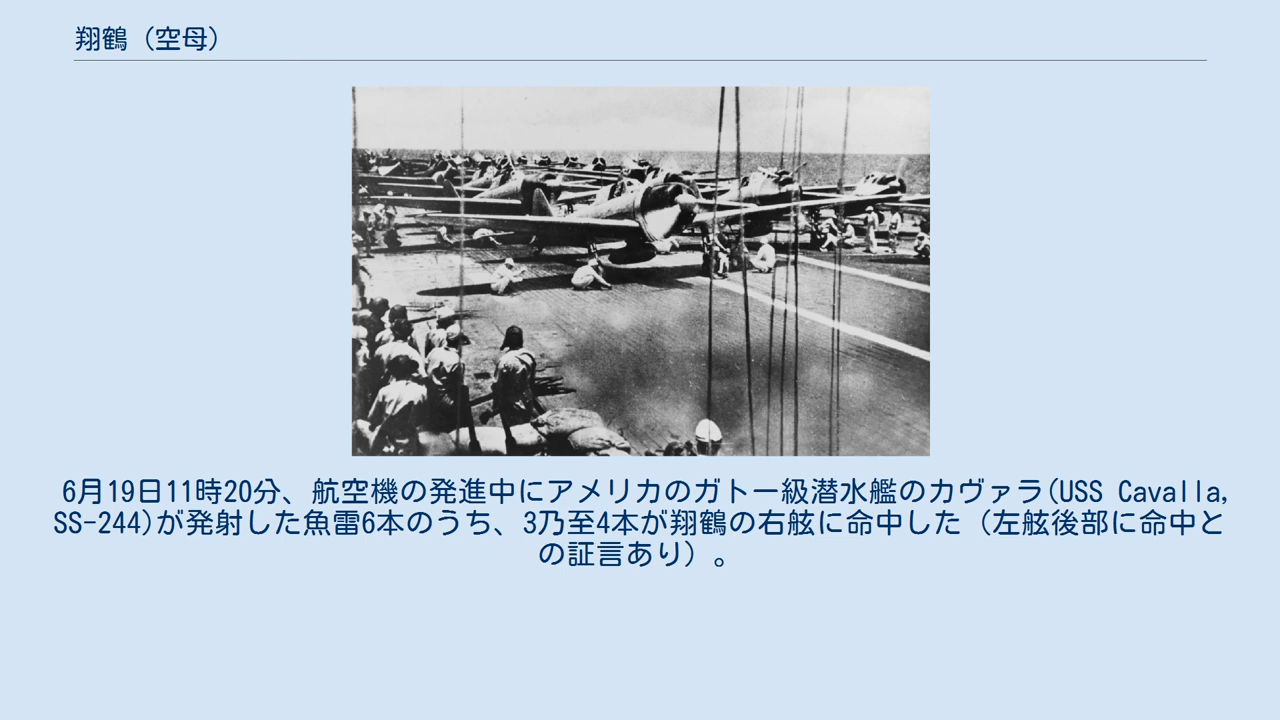 翔鶴（空母）
6月19日11時20分、航空機の発進中にアメリカのガトー級潜水艦のカヴァラ(USS Cavalla,
SS-244)が発射した魚雷6本のうち、3乃至4本が翔鶴の右舷に命中した（左舷後部に命中と
の証言あり）。